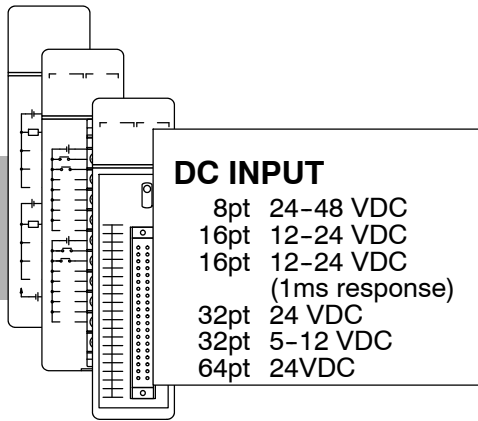 DC INPUT
8pt 24–48 VDC
16pt 12–24 VDC
16pt 12–24 VDC
(1ms response)
32pt 24 VDC
32pt 5–12 VDC
64pt 24VDC